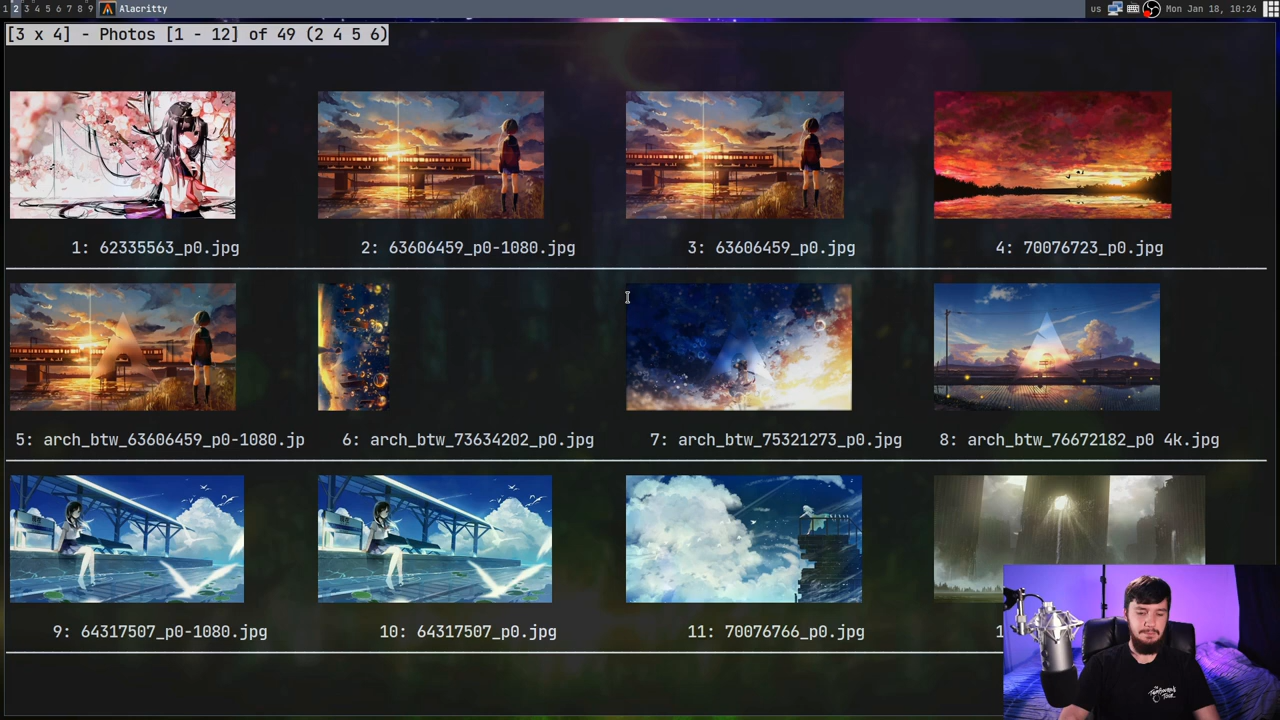 1 2 3 4 5 6 7 8 9 Alacritty us Mon Jan 18, 10:24
[3 x 4] - Photos [1 - 12] of 49 (2 4 5 6)
1: 62335563_p0.jpg 2: 63606459_p0-1080.jpg 3: 63606459_p0.jpg 4: 70076723_p0.jpg
5: arch_btw_63606459_p0-1080.jp 6: arch_btw_73634202_p0.jpg 7: arch_btw_75321273_p0.jpg 8: arch_btw_76672182_p0 4k.jpg
9: 64317507_p0-1080.jpg 10: 64317507_p0.jpg 11: 70076766_p0.jpg 1